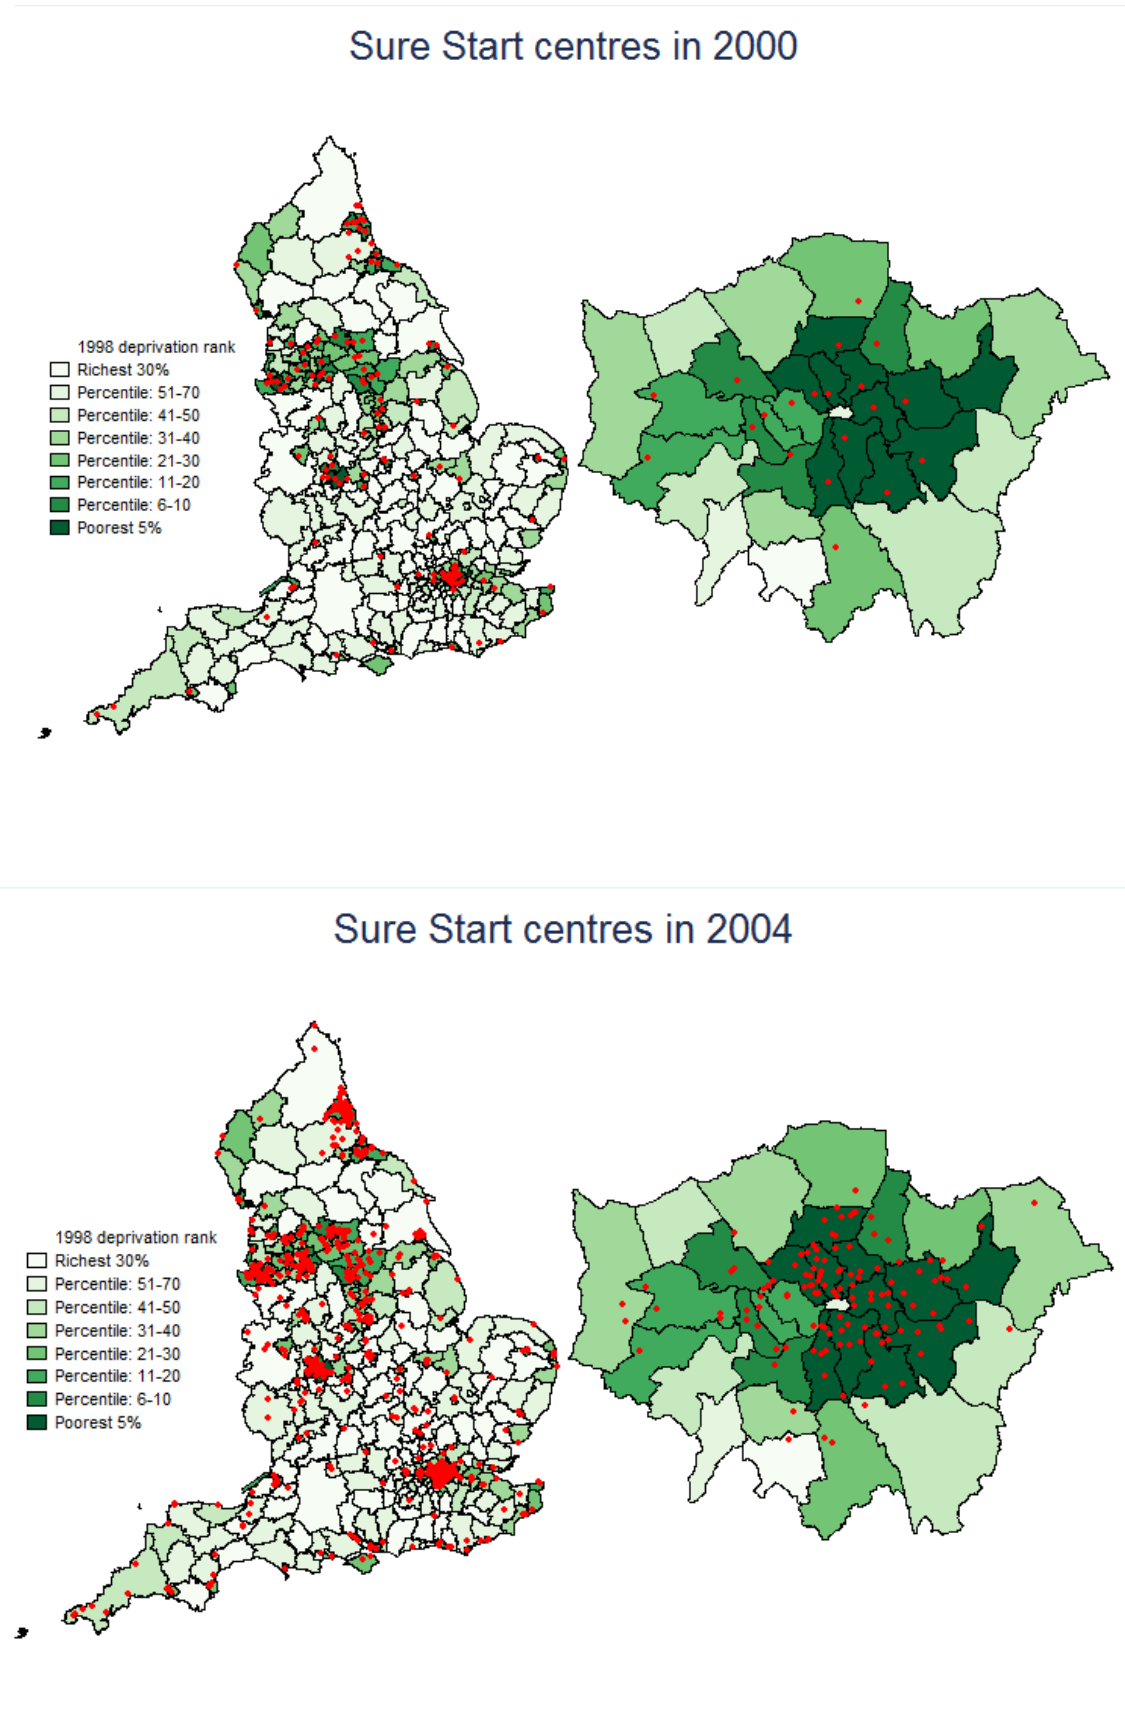 Sure Start centres in 2000
1998 deprivation rank
Richest 30%
Percentile: 51-70
Percentile: 41-50
Percentile: 31-40
Percentile: 21-30
Percentile: 11-20
Percentile: 6-10
Poorest 5%
Sure Start centres in 2004
1998 deprivation rank
Richest 30%
Percentile: 51-70
Percentile: 41-50
Percentile: 31-40
Percentile: 21-30
Percentile: 11-20
Percentile: 6-10
Poorest 5%